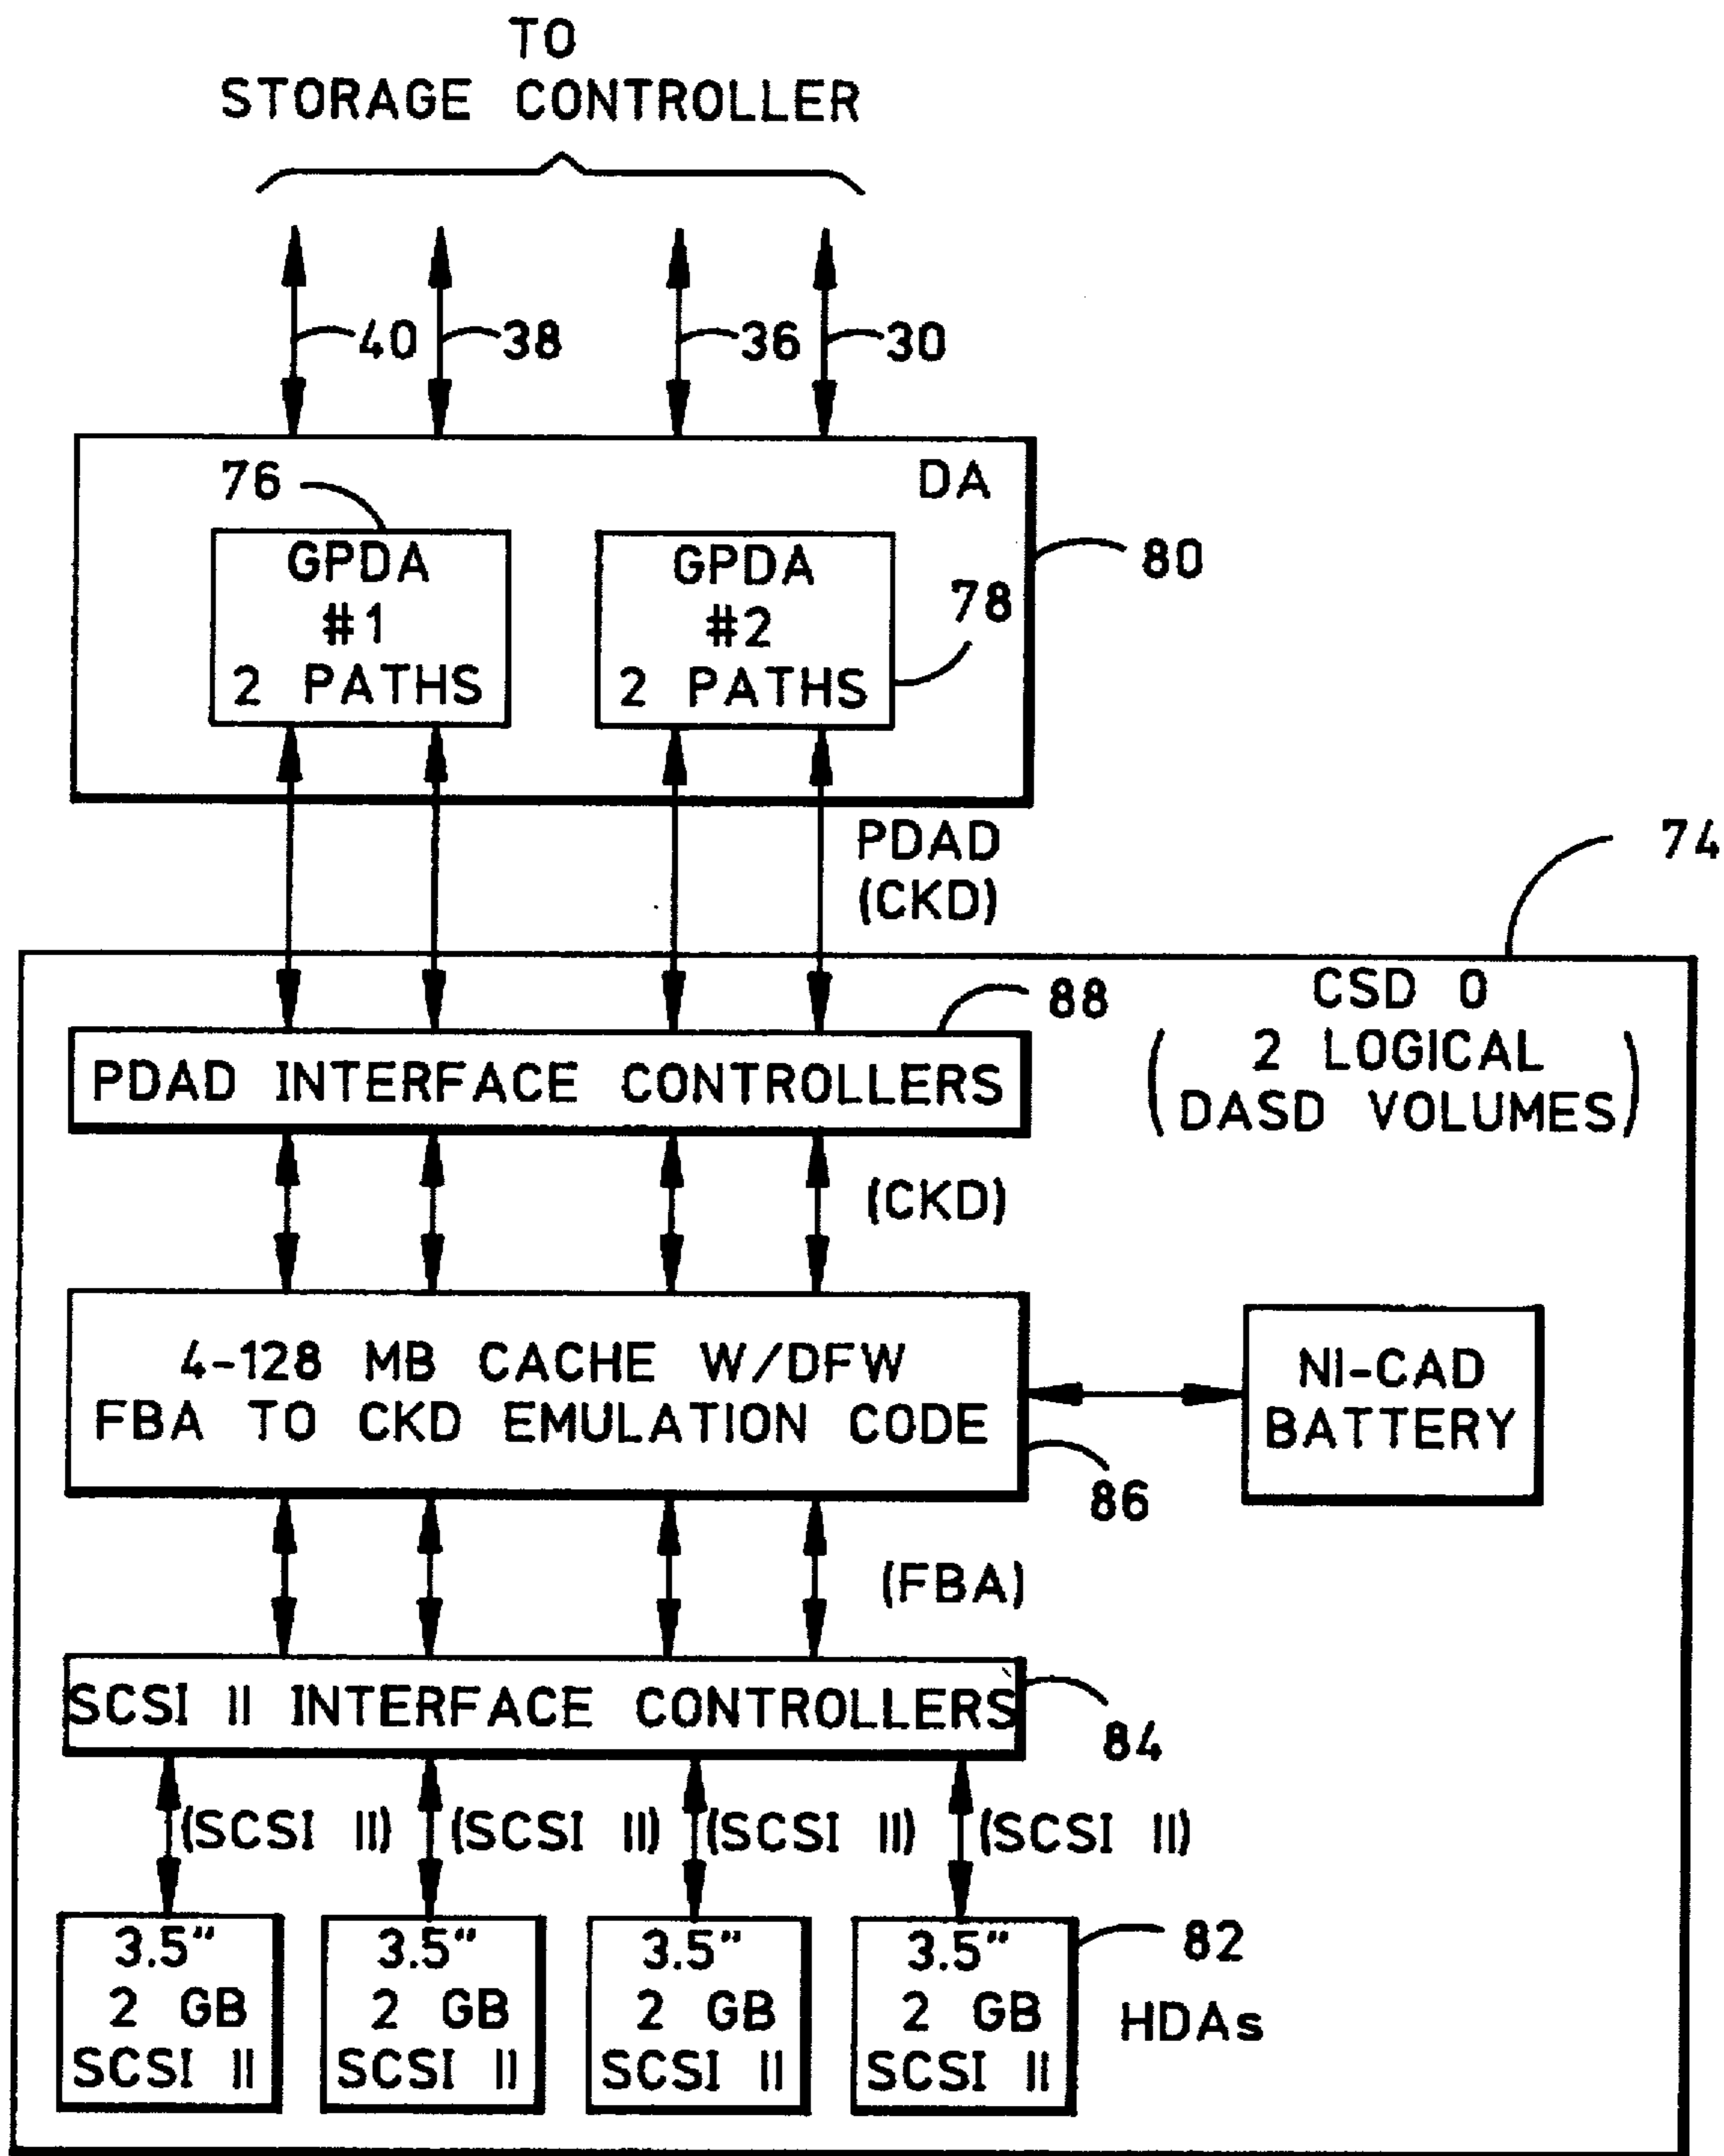 TO
STORAGE CONTROLLER
40 38 36 30
DA
76
GPDA
#1
2 PATHS
GPDA
#2
2 PATHS
78
80
PDAD
(CKD)
74
CSD 0
( 2 LOGICAL
DASD VOLUMES )
88
PDAD INTERFACE CONTROLLERS
(CKD)
4-128 MB CACHE W/DFW
FBA TO CKD EMULATION CODE
86
NI-CAD
BATTERY
(FBA)
SCSI II INTERFACE CONTROLLERS
84
(SCSI II) (SCSI II) (SCSI II) (SCSI II)
3.5"
2 GB
SCSI II
3.5"
2 GB
SCSI II
3.5"
2 GB
SCSI II
3.5"
2 GB
SCSI II
82
HDAs